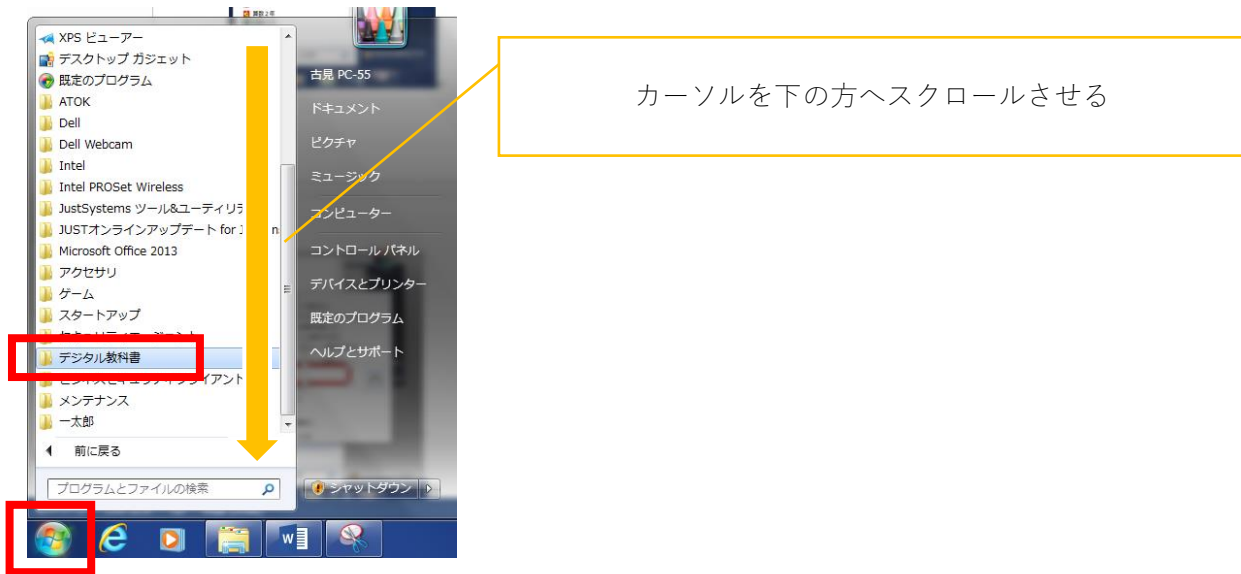 算数2年
XPS ビューアー
デスクトップ ガジェット
既定のプログラム
ATOK
Dell
Dell Webcam
Intel
Intel PROSet Wireless
JustSystems ツール&ユーティリテ
JUSTオンラインアップデート for J
Microsoft Office 2013
アクセサリ
ゲーム
スタートアップ
デジタル教科書
メンテナンス
一太郎
前に戻る
プログラムとファイルの検索
古見 PC-55
ドキュメント
ピクチャ
ミュージック
コンピューター
コントロール パネル
デバイスとプリンター
既定のプログラム
ヘルプとサポート
シャットダウン
カーソルを下の方へスクロールさせる